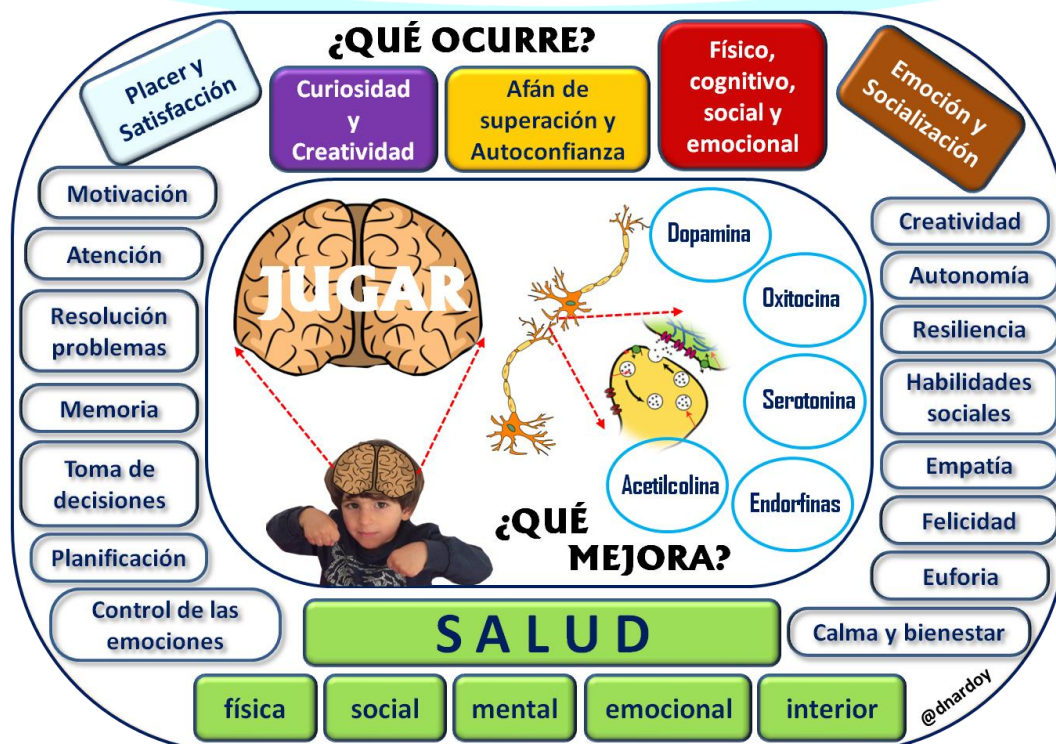 ¿QUÉ OCURRE?
Placer y
Satisfacción
Curiosidad
y
Creatividad
Afán de
superación y
Autoconfianza
Físico,
cognitivo,
social y
emocional
Emoción y
Socialización
Motivación
Atención
Resolución
problemas
Memoria
Toma de
decisiones
Planificación
Control de las
emociones
JUGAR
Dopamina
Oxitocina
Serotonina
Acetilcolina
Endorfinas
¿QUÉ
MEJORA?
Creatividad
Autonomía
Resiliencia
Habilidades
sociales
Empatía
Felicidad
Euforia
Calma y bienestar
SALUD
física
social
mental
emocional
interior
@dnardoy